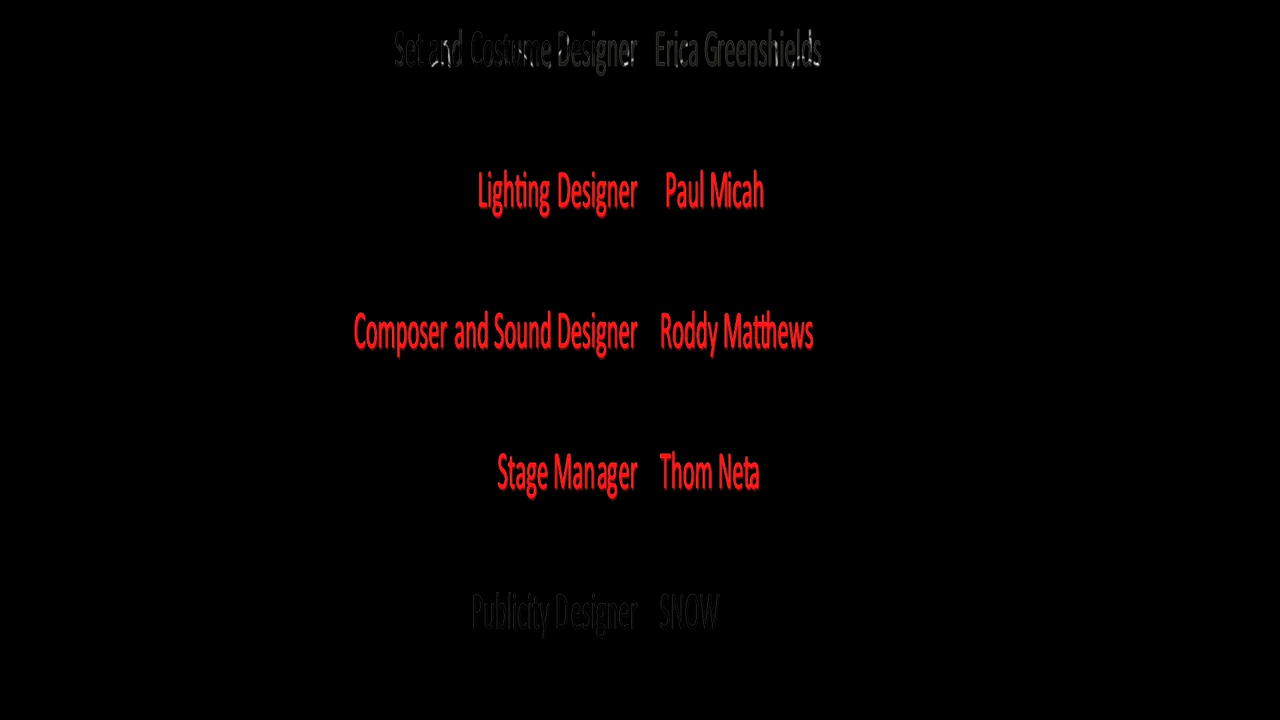 Set and Costume Designer Erica Greenshields
Lighting Designer Paul Micah
Composer and Sound Designer Roddy Matthews
Stage Manager Thom Neta
Publicity Designer SNOW